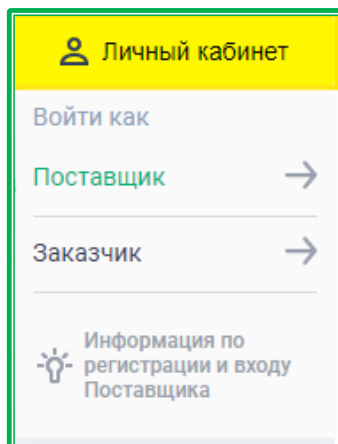 Личный кабинет
Войти как
Поставщик
Заказчик
Информация по
регистрации и входу
Поставщика